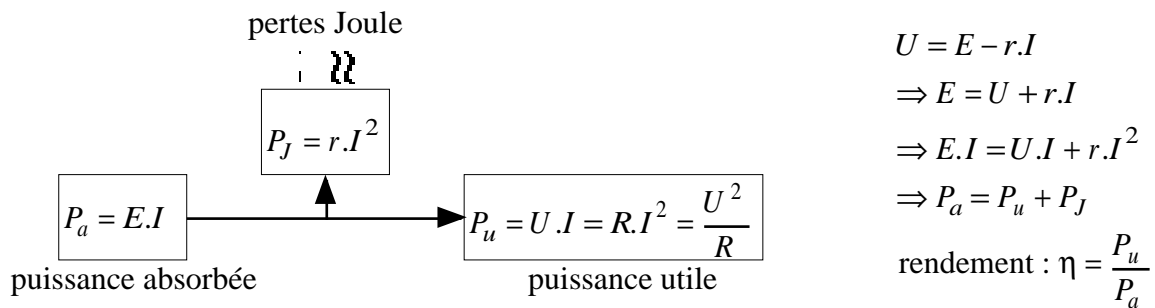 pertes Joule
P_J = r.I^2
P_a = E.I
P_u = U.I = R.I^2 = U^2/R
puissance absorbée
puissance utile
U = E − r.I
⇒ E = U + r.I
⇒ E.I = U.I + r.I^2
⇒ P_a = P_u + P_J
rendement : η = P_u/P_a